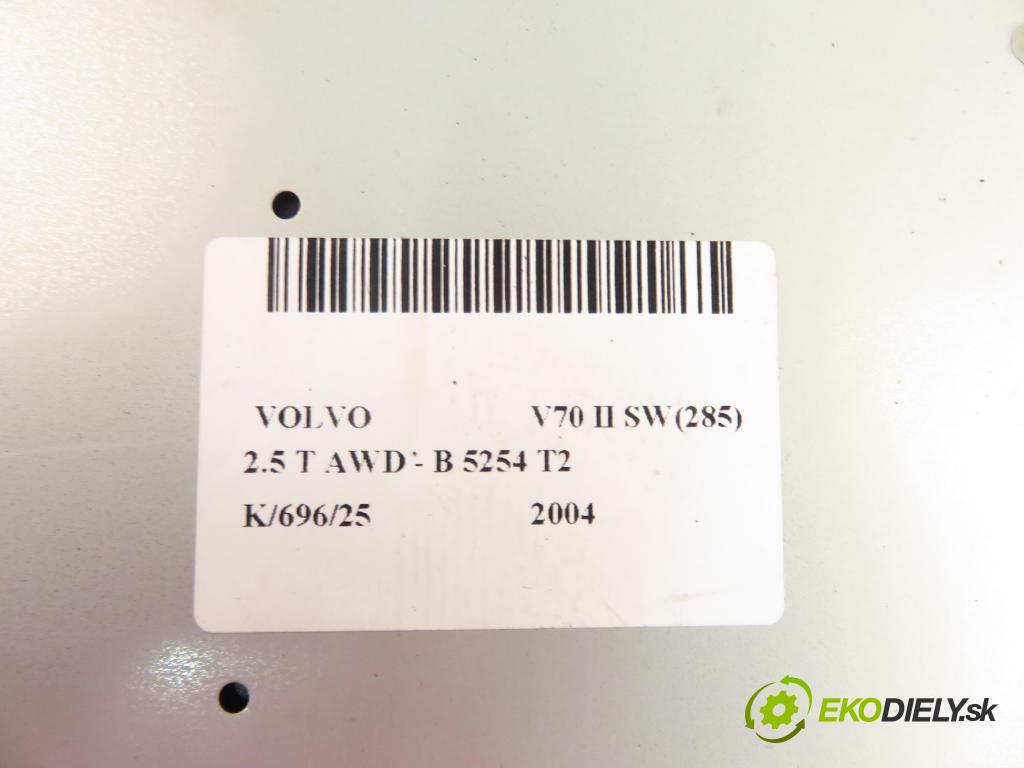 VOLVO V70 II SW(285)
2.5 T AWD - B 5254 T2
K/696/25 2004
EKODIELY.sk